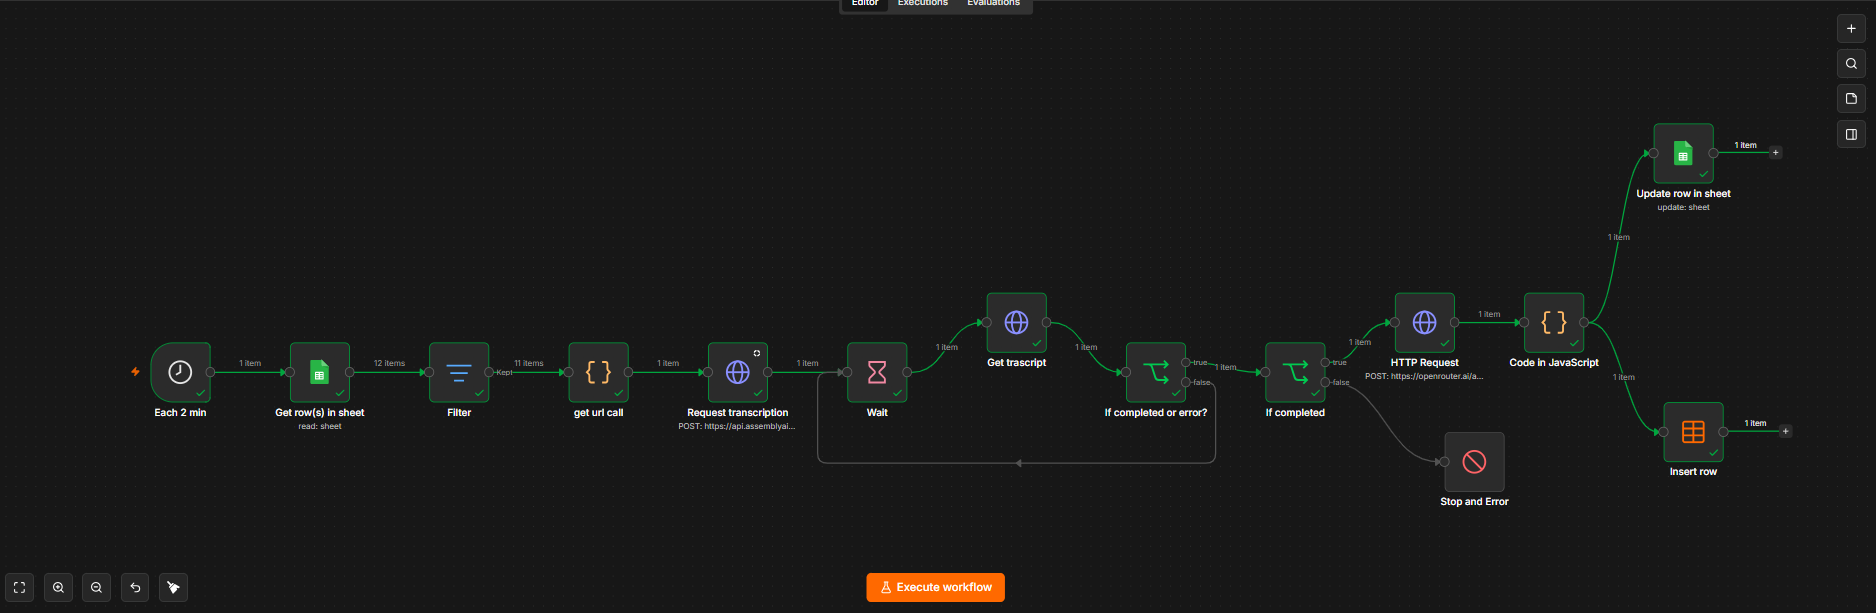 Editor Executions Evaluations
1 item
Update row in sheet
update: sheet
1 item
1 item
Get trascript
1 item
1 item
HTTP Request
POST: https://openrouter.ai/a...
1 item
Code in JavaScript
1 item
Each 2 min
1 item
Get row(s) in sheet
read: sheet
12 items
Filter
Kept
11 items
get url call
1 item
Request transcription
POST: https://api.assemblyai...
1 item
Wait
If completed or error?
true
false
1 item
If completed
true
false
1 item
Stop and Error
1 item
Insert row
Execute workflow